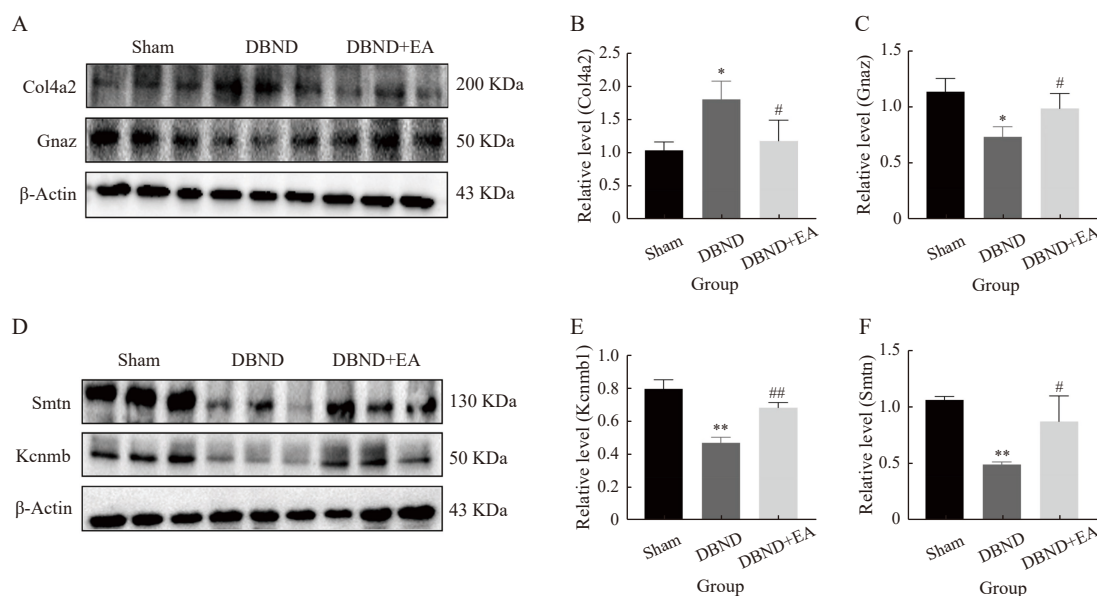 A
Sham DBND DBND+EA
Col4a2 200 KDa
Gnaz 50 KDa
β-Actin 43 KDa
B
Relative level (Col4a2)
2.5
2.0
1.5
1.0
0.5
0
*
#
Sham DBND DBND+EA
Group
C
Relative level (Gnaz)
1.5
1.0
0.5
0
*
#
Sham DBND DBND+EA
Group
D
Sham DBND DBND+EA
Smtn 130 KDa
Kcnmb 50 KDa
β-Actin 43 KDa
E
Relative level (Kcnmb1)
1.0
0.8
0.6
0.4
0.2
0
**
##
Sham DBND DBND+EA
Group
F
Relative level (Smtn)
1.5
1.0
0.5
0
**
#
Sham DBND DBND+EA
Group